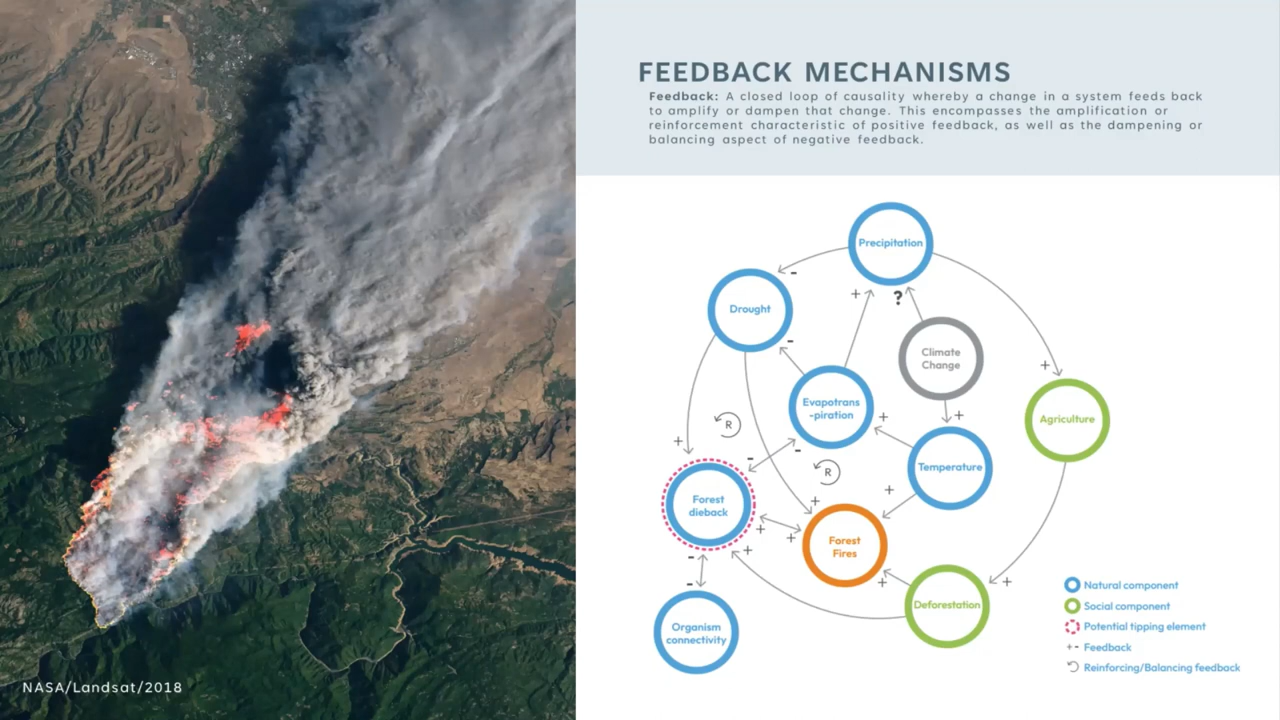 FEEDBACK MECHANISMS
Feedback: A closed loop of causality whereby a change in a system feeds back
to amplify or dampen that change. This encompasses the amplification or
reinforcement characteristic of positive feedback, as well as the dampening or
balancing aspect of negative feedback.
Precipitation
-
Drought
+
?
-
Climate
Change
+
Evapotrans
-piration
+
+
Agriculture
R
+
-
-
R
Temperature
+
Forest
dieback
+
+
+
Forest
Fires
-
+
+
+
-
Deforestation
Organism
connectivity
Natural component
Social component
Potential tipping element
+ - Feedback
Reinforcing/Balancing feedback
NASA/Landsat/2018